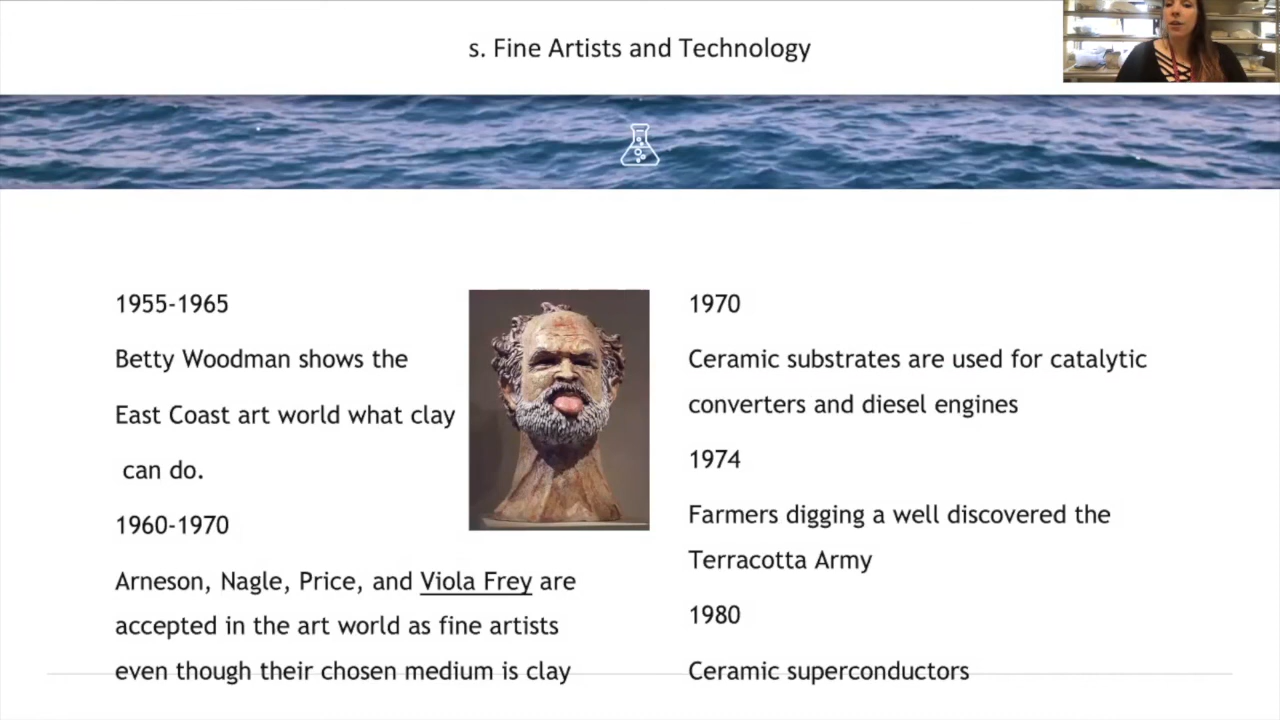 s. Fine Artists and Technology
1955-1965
Betty Woodman shows the
East Coast art world what clay
can do.
1960-1970
Arneson, Nagle, Price, and Viola Frey are
accepted in the art world as fine artists
even though their chosen medium is clay
1970
Ceramic substrates are used for catalytic
converters and diesel engines
1974
Farmers digging a well discovered the
Terracotta Army
1980
Ceramic superconductors